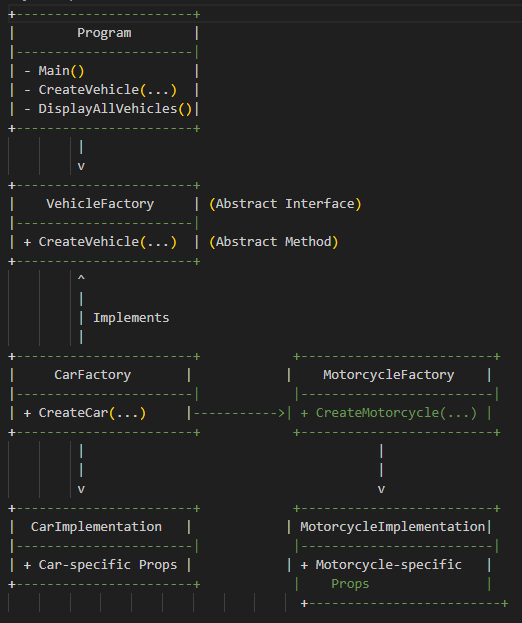 +-----------------------+
|        Program        |
|-----------------------|
| - Main()              |
| - CreateVehicle(...)  |
| - DisplayAllVehicles()|
+-----------------------+
         |
         v
+-----------------------+
|    VehicleFactory     | (Abstract Interface)
|-----------------------|
| + CreateVehicle(...)  | (Abstract Method)
+-----------------------+
         ^
         |
         | Implements
         |
+-----------------------+            +-------------------------+
|     CarFactory       |            |    MotorcycleFactory    |
|-----------------------|            |-------------------------|
| + CreateCar(...)     |----------->| + CreateMotorcycle(...) |
+-----------------------+            +-------------------------+
         |                                      |
         |                                      |
         v                                      v
+-----------------------+            +-------------------------+
|  CarImplementation   |            | MotorcycleImplementation|
|-----------------------|            |-------------------------|
| + Car-specific Props |            | + Motorcycle-specific   |
+-----------------------+            |    Props               |
                                      +-------------------------+